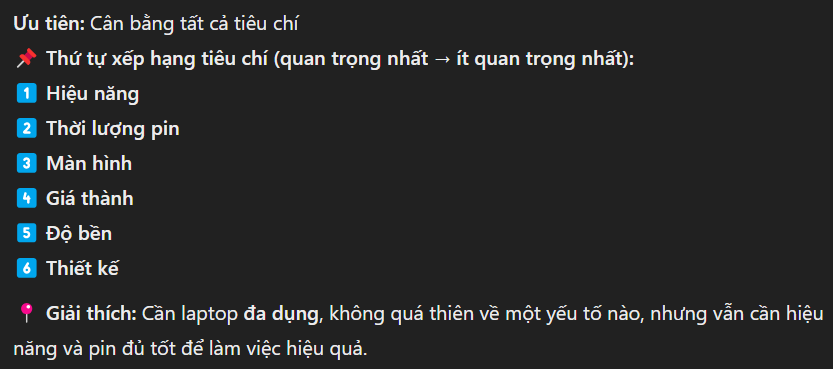 Ưu tiên: Cân bằng tất cả tiêu chí
📌 Thứ tự xếp hạng tiêu chí (quan trọng nhất → ít quan trọng nhất):
1️⃣ Hiệu năng
2️⃣ Thời lượng pin
3️⃣ Màn hình
4️⃣ Giá thành
5️⃣ Độ bền
6️⃣ Thiết kế
📍 Giải thích: Cần laptop đa dụng, không quá thiên về một yếu tố nào, nhưng vẫn cần hiệu
năng và pin đủ tốt để làm việc hiệu quả.